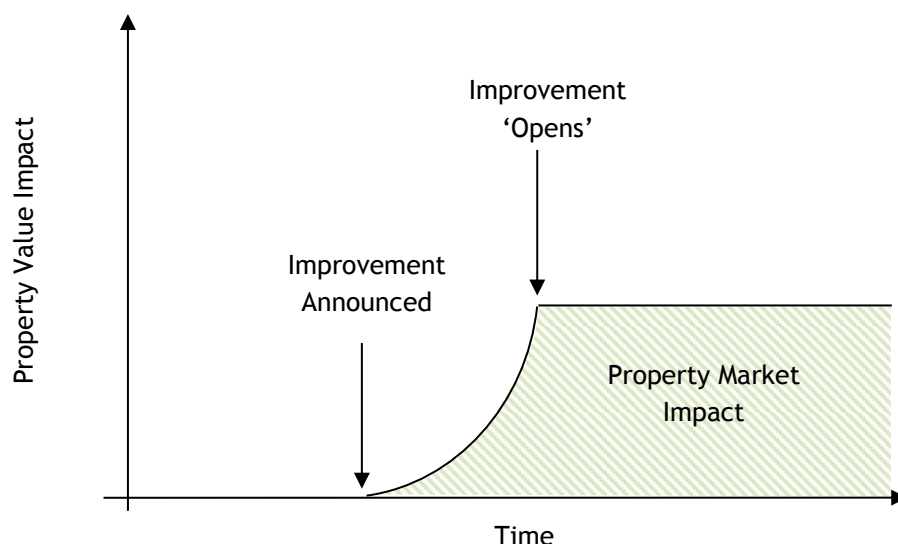 Property Value Impact
Improvement
‘Opens’
Improvement
Announced
Property Market
Impact
Time